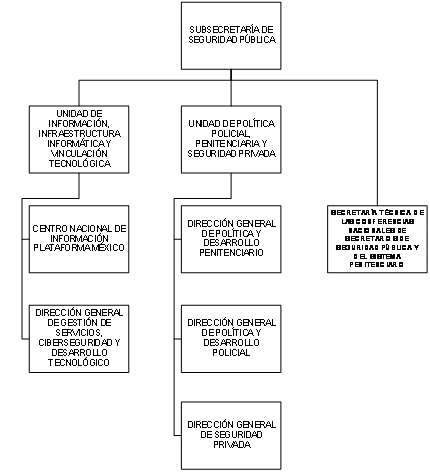 SUBSECRETARÍA DE
SEGURIDAD PÚBLICA
UNIDAD DE
INFORMACIÓN,
INFRAESTRUCTURA
INFORMÁTICA Y
VINCULACIÓN
TECNOLÓGICA
UNIDAD DE POLÍTICA
POLICIAL,
PENITENCIARIA Y
SEGURIDAD PRIVADA
CENTRO NACIONAL DE
INFORMACIÓN
PLATAFORMA MÉXICO
DIRECCIÓN GENERAL
DE POLÍTICA Y
DESARROLLO
PENITENCIARIO
SECRETARÍA TÉCNICA DE
LAS CONFERENCIAS
NACIONALES DE
SECRETARIOS DE
SEGURIDAD PÚBLICA Y
DEL SISTEMA
PENITENCIARIO
DIRECCIÓN GENERAL
DE GESTIÓN DE
SERVICIOS,
CIBERSEGURIDAD Y
DESARROLLO
TECNOLÓGICO
DIRECCIÓN GENERAL
DE POLÍTICA Y
DESARROLLO
POLICIAL
DIRECCIÓN GENERAL
DE SEGURIDAD
PRIVADA